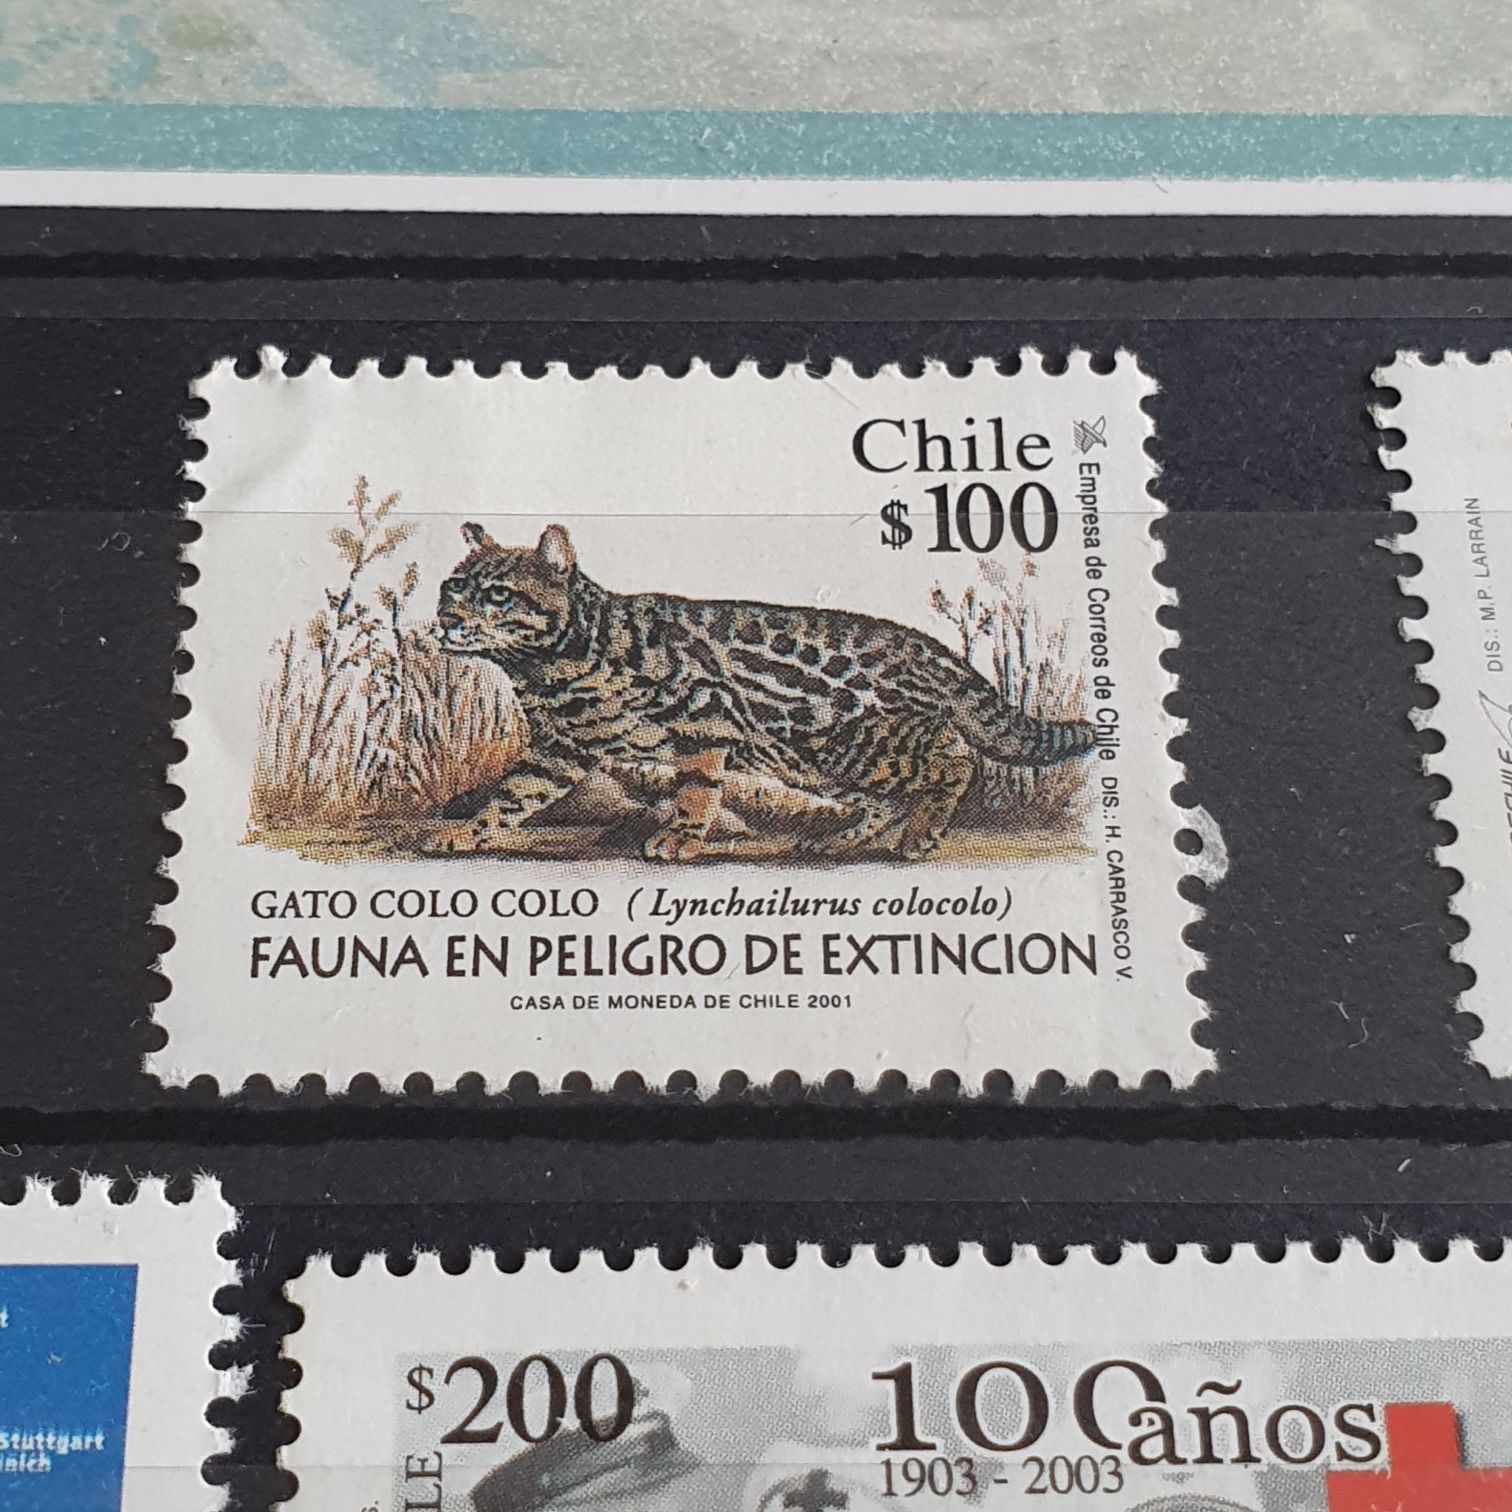 Chile
$100
Empresa de Correos de Chile DIS.: H. CARRASCO V.
GATO COLO COLO (Lynchailurus colocolo)
FAUNA EN PELIGRO DE EXTINCION
CASA DE MONEDA DE CHILE 2001
DIS.: M.P. LARRAIN
Stuttgart
$200
100 años
1903 - 2003